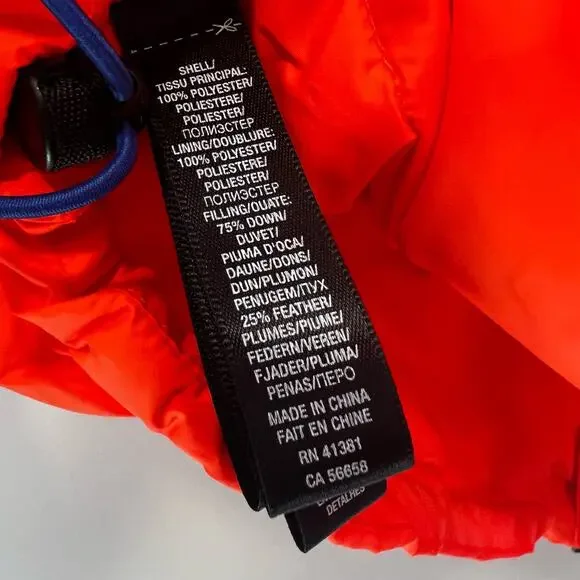 SHELL/
TISSU PRINCIPAL:
100% POLYESTER/
POLIESTERE/
POLIESTER/
ПОЛИЭСТЕР
LINING/DOUBLURE:
100% POLYESTER/
POLIESTERE/
POLIESTER/
ПОЛИЭСТЕР
FILLING/OUATE:
75% DOWN/
DUVET/
PIUMA D'OCA/
DAUNE/DONS/
DUN/PLUMON/
PENUGEM/ПУХ
25% FEATHER/
PLUMES/PIUME/
FEDERN/VEREN/
FJADER/PLUMA/
PENAS/ПЕРО
MADE IN CHINA
FAIT EN CHINE
RN 41381
CA 56658
DETALHES